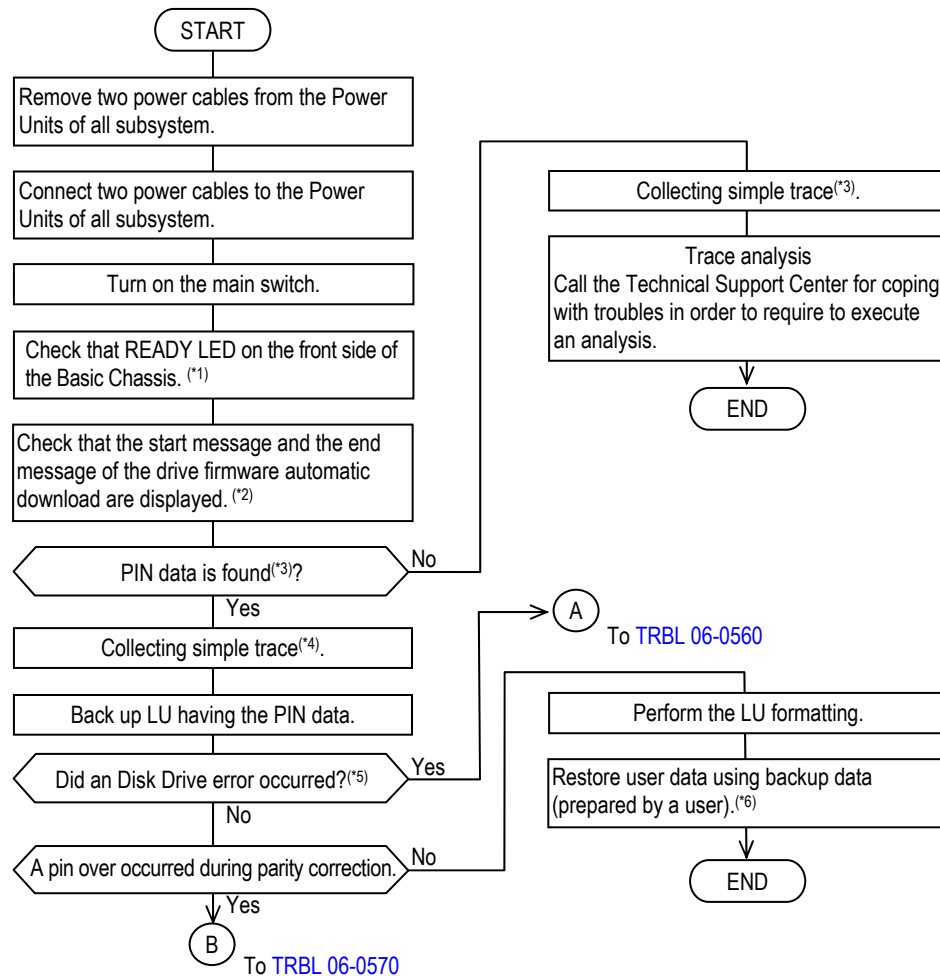 START
Remove two power cables from the Power
Units of all subsystem.
Connect two power cables to the Power
Units of all subsystem.
Turn on the main switch.
Check that READY LED on the front side of
the Basic Chassis. (*1)
Check that the start message and the end
message of the drive firmware automatic
download are displayed. (*2)
PIN data is found(*3)?
No
Yes
Collecting simple trace(*3).
Trace analysis
Call the Technical Support Center for coping
with troubles in order to require to execute
an analysis.
END
Collecting simple trace(*4).
Back up LU having the PIN data.
Did an Disk Drive error occurred?(*5)
Yes
A
To TRBL 06-0560
No
A pin over occurred during parity correction.
No
Perform the LU formatting.
Restore user data using backup data
(prepared by a user).(*6)
END
Yes
B
To TRBL 06-0570